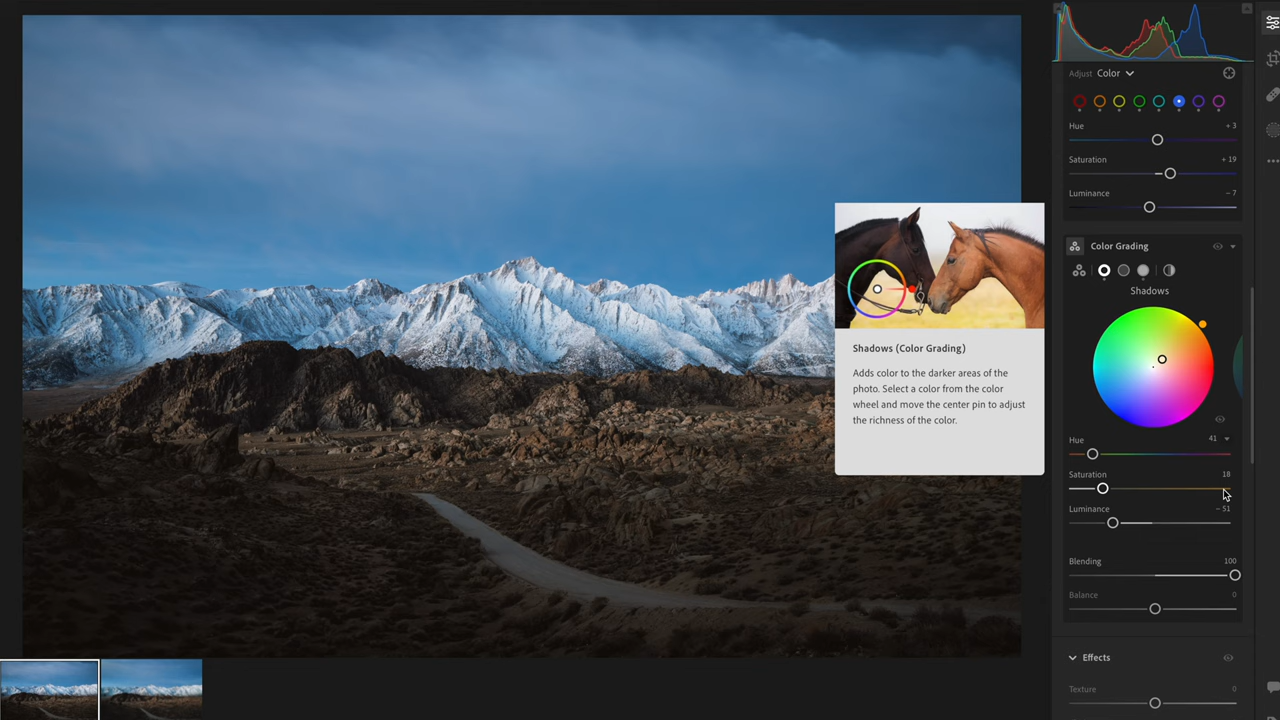 Adjust Color
Hue + 3
Saturation + 19
Luminance – 7
Color Grading
Shadows
Shadows (Color Grading)
Adds color to the darker areas of the
photo. Select a color from the color
wheel and move the center pin to adjust
the richness of the color.
Hue 41
Saturation 18
Luminance – 51
Blending 100
Balance 0
Effects
Texture 0